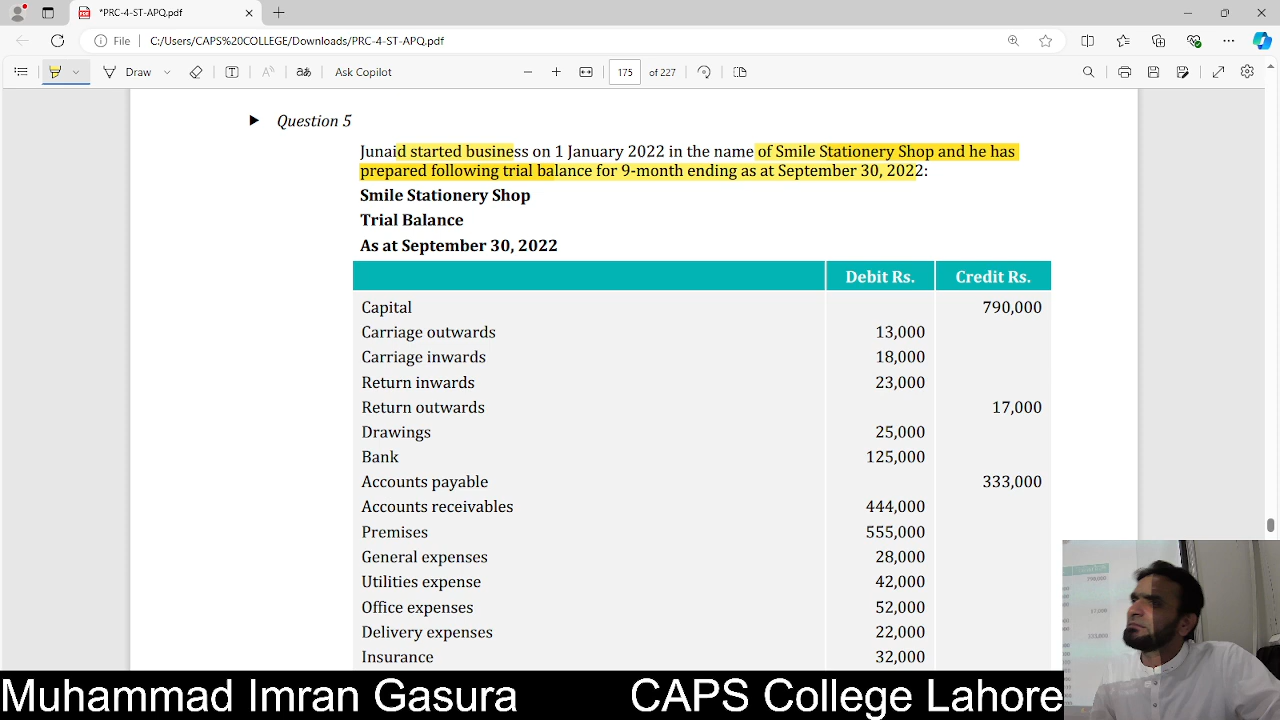 *PRC-4-ST-APQ.pdf
File
C:/Users/CAPS%20COLLEGE/Downloads/PRC-4-ST-APQ.pdf
Draw
Ask Copilot
175 of 227
Question 5
Junaid started business on 1 January 2022 in the name of Smile Stationery Shop and he has
prepared following trial balance for 9-month ending as at September 30, 2022:
Smile Stationery Shop
Trial Balance
As at September 30, 2022
Debit Rs. Credit Rs.
Capital 790,000
Carriage outwards 13,000
Carriage inwards 18,000
Return inwards 23,000
Return outwards 17,000
Drawings 25,000
Bank 125,000
Accounts payable 333,000
Accounts receivables 444,000
Premises 555,000
General expenses 28,000
Utilities expense 42,000
Office expenses 52,000
Delivery expenses 22,000
Insurance 32,000
Muhammad Imran Gasura CAPS College Lahore